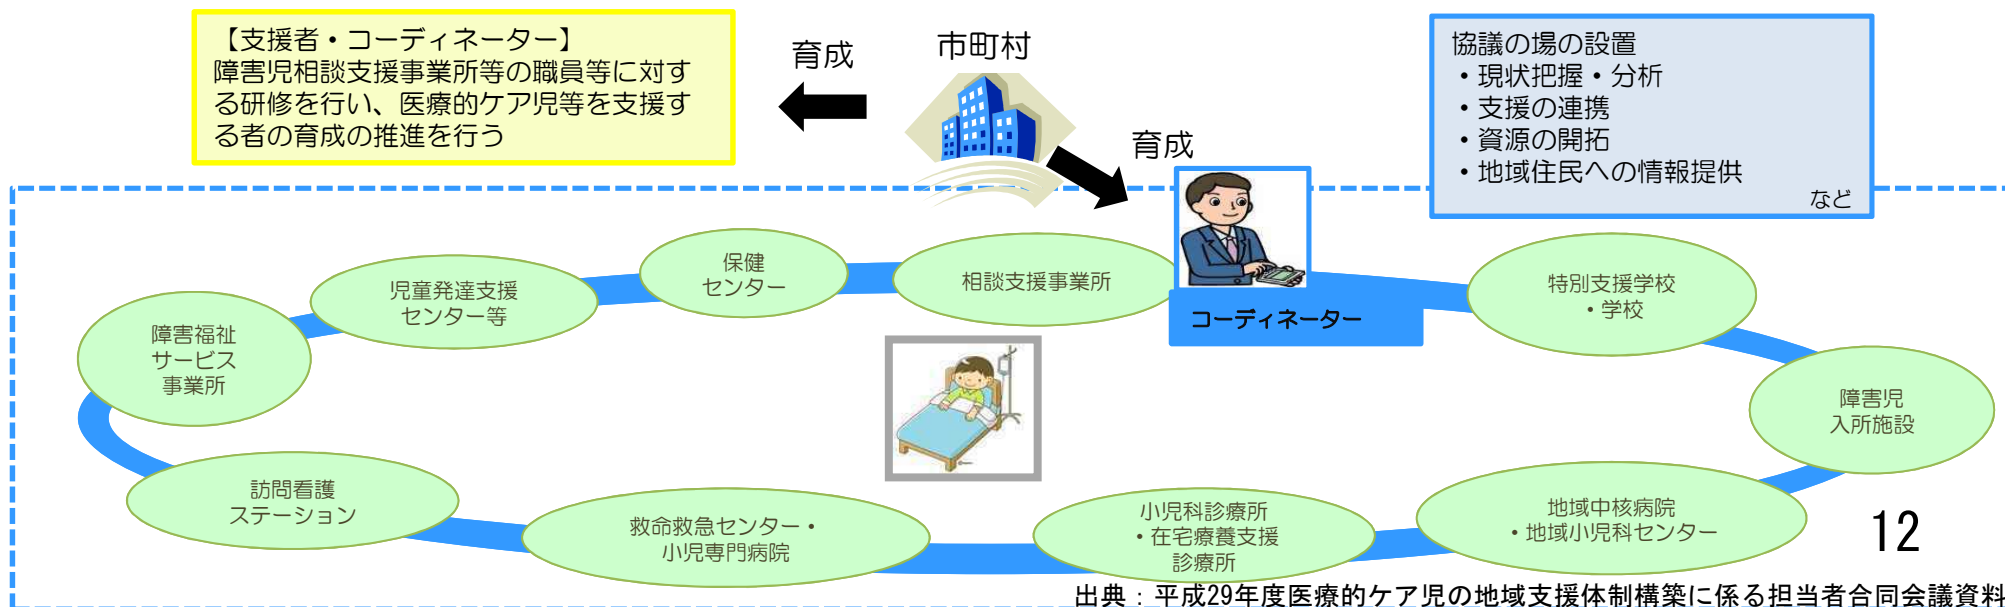 【支援者・コーディネーター】
障害児相談支援事業所等の職員等に対す
る研修を行い、医療的ケア児等を支援す
る者の育成の推進を行う
育成
市町村
育成
協議の場の設置
・現状把握・分析
・支援の連携
・資源の開拓
・地域住民への情報提供
など
保健
センター
相談支援事業所
コーディネーター
特別支援学校
・学校
児童発達支援
センター等
障害福祉
サービス
事業所
障害児
入所施設
訪問看護
ステーション
救命救急センター・
小児専門病院
小児科診療所
・在宅療養支援
診療所
地域中核病院
・地域小児科センター
12
出典：平成29年度医療的ケア児の地域支援体制構築に係る担当者合同会議資料